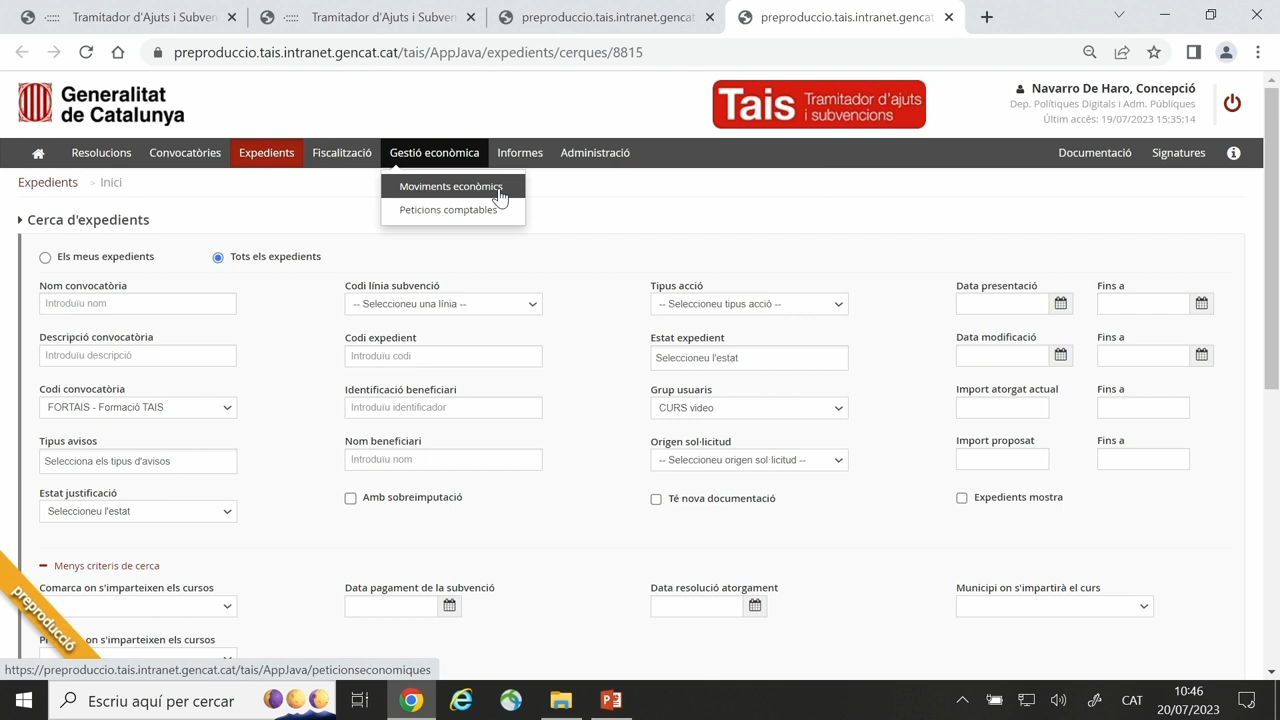 Tramitador d'Ajuts i Subven
Tramitador d'Ajuts i Subven
preproduccio.tais.intranet.gencat
preproduccio.tais.intranet.gencat
preproduccio.tais.intranet.gencat.cat/tais/AppJava/expedients/cerques/8815
Generalitat
de Catalunya
Tais Tramitador d'ajuts
i subvencions
Navarro De Haro, Concepció
Dep. Polítiques Digitals i Adm. Públiques
Últim accés: 19/07/2023 15:35:14
Resolucions Convocatòries Expedients Fiscalització Gestió econòmica Informes Administració Documentació Signatures
Expedients > Inici
Moviments econòmics
Peticions comptables
Cerca d'expedients
Els meus expedients Tots els expedients
Nom convocatòria Codi línia subvenció Tipus acció Data presentació Fins a
Introduïu nom -- Seleccioneu una línia -- -- Seleccioneu tipus acció --
Descripció convocatòria Codi expedient Estat expedient Data modificació Fins a
Introduïu descripció Introduïu codi Seleccioneu l'estat
Codi convocatòria Identificació beneficiari Grup usuaris Import atorgat actual Fins a
FORTAIS - Formació TAIS Introduïu identificador CURS video
Tipus avisos Nom beneficiari Origen sol·licitud Import proposat Fins a
Selecciona els tipus d'avisos Introduïu nom -- Seleccioneu origen sol·licitud --
Estat justificació Amb sobreimputació Té nova documentació Expedients mostra
Seleccioneu l'estat
Menys criteris de cerca
Comarca on s'imparteixen els cursos Data pagament de la subvenció Data resolució atorgament Municipi on s'impartirà el curs
on s'imparteixen els cursos
preproducció
https://preproduccio.tais.intranet.gencat.cat/tais/AppJava/peticionseconomiques
Escriu aquí per cercar
CAT
10:46
20/07/2023